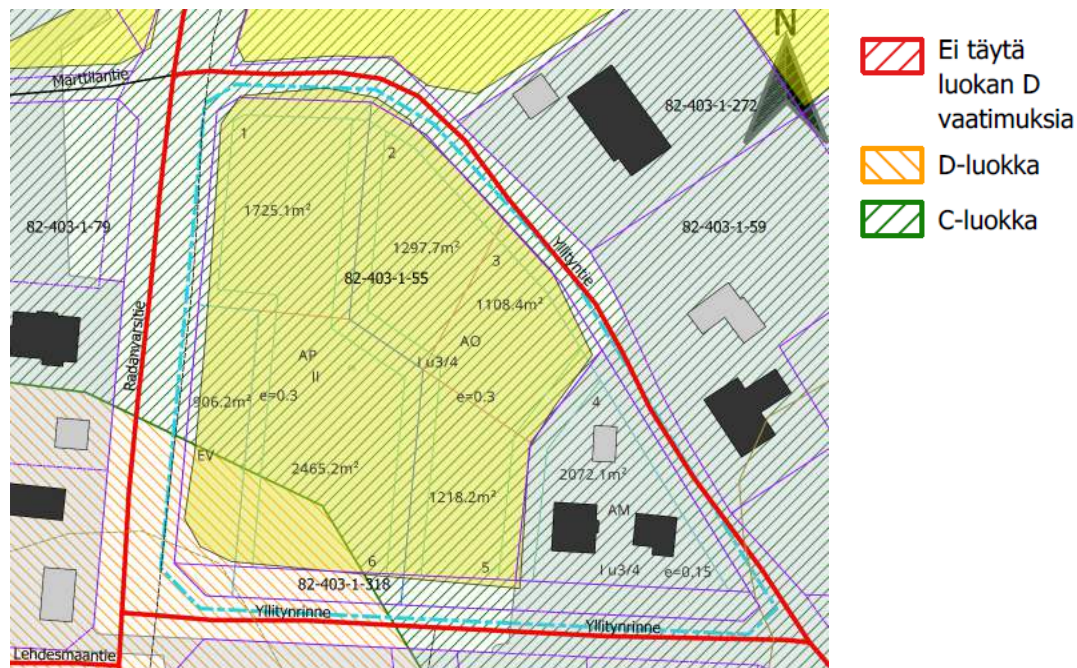 N
Marttilantie
82-403-1-272
1
2
1725.1m²
1297.7m²
82-403-1-79
82-403-1-59
Yllityntie
3
82-403-1-55
1108.4m²
Radanvarsitie
AO
I u3/4
AP
II
e=0.3
e=0.3
906.2m²
4
EV
2465.2m²
2072.1m²
1218.2m²
AM
6
5
I u3/4
e=0.15
82-403-1-318
Yllitynrinne
Yllitynrinne
Lehdesmaantie
Ei täytä
luokan D
vaatimuksia
D-luokka
C-luokka